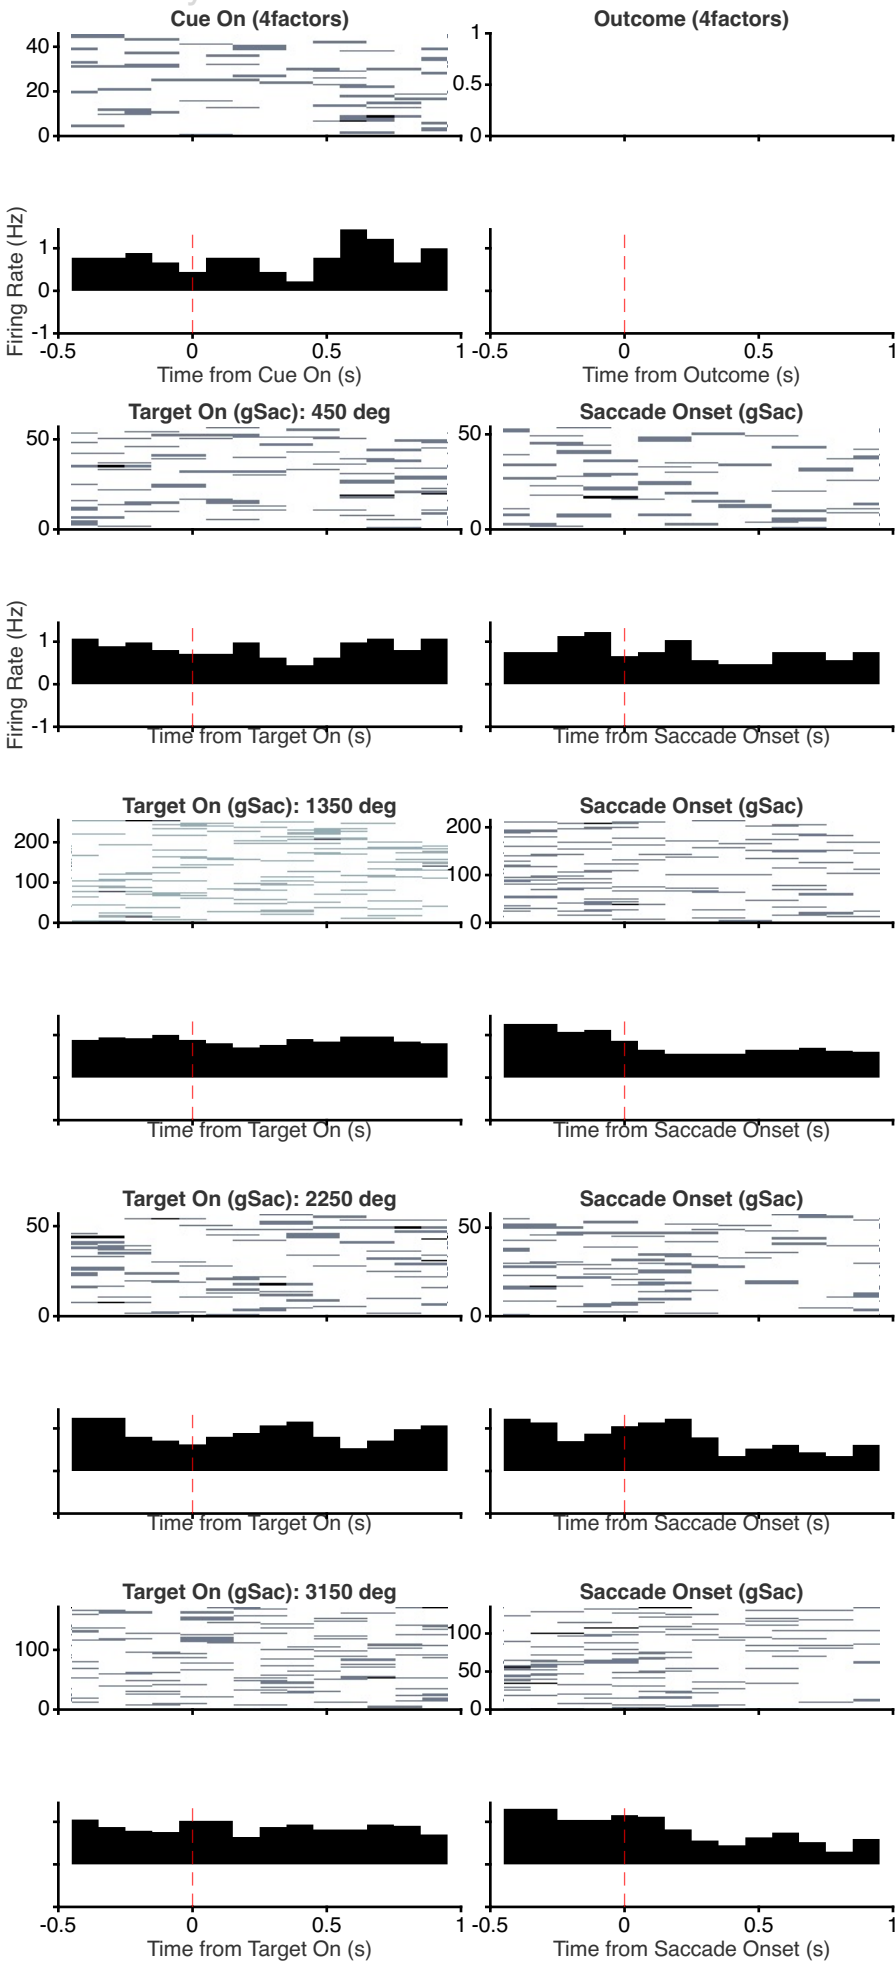 Cue On (4factors)
Outcome (4factors)
40
20
0
1
0.5
0
Firing Rate (Hz)
1
0
-1
-0.5 0 0.5 1
-0.5 0 0.5 1
Time from Cue On (s)
Time from Outcome (s)
Target On (gSac): 450 deg
Saccade Onset (gSac)
50
0
50
0
Firing Rate (Hz)
1
0
-1
Time from Target On (s)
Time from Saccade Onset (s)
Target On (gSac): 1350 deg
Saccade Onset (gSac)
200
100
0
200
100
0
Time from Target On (s)
Time from Saccade Onset (s)
Target On (gSac): 2250 deg
Saccade Onset (gSac)
50
0
50
0
Time from Target On (s)
Time from Saccade Onset (s)
Target On (gSac): 3150 deg
Saccade Onset (gSac)
100
0
100
50
0
-0.5 0 0.5 1
-0.5 0 0.5 1
Time from Target On (s)
Time from Saccade Onset (s)